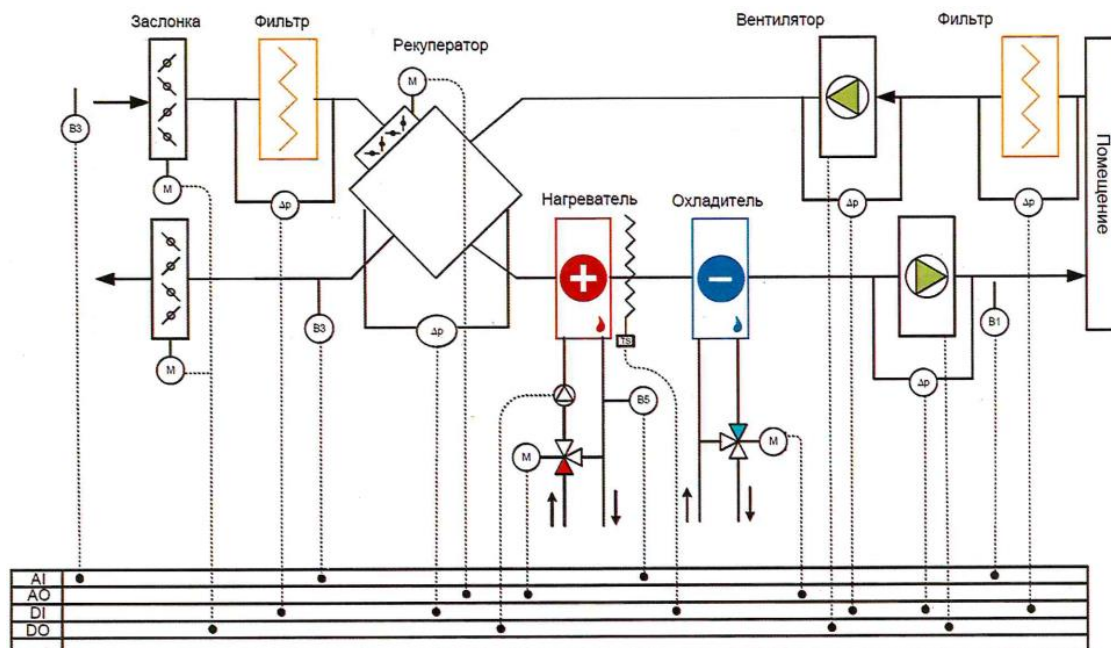 Заслонка
Фильтр
Рекуператор
Вентилятор
Фильтр
Помещение
M
B3
M
Δp
Δp
Δp
Нагреватель
Охладитель
+
−
B3
M
Δp
TS
B1
Δp
B5
M
M
AI
AO
DI
DO